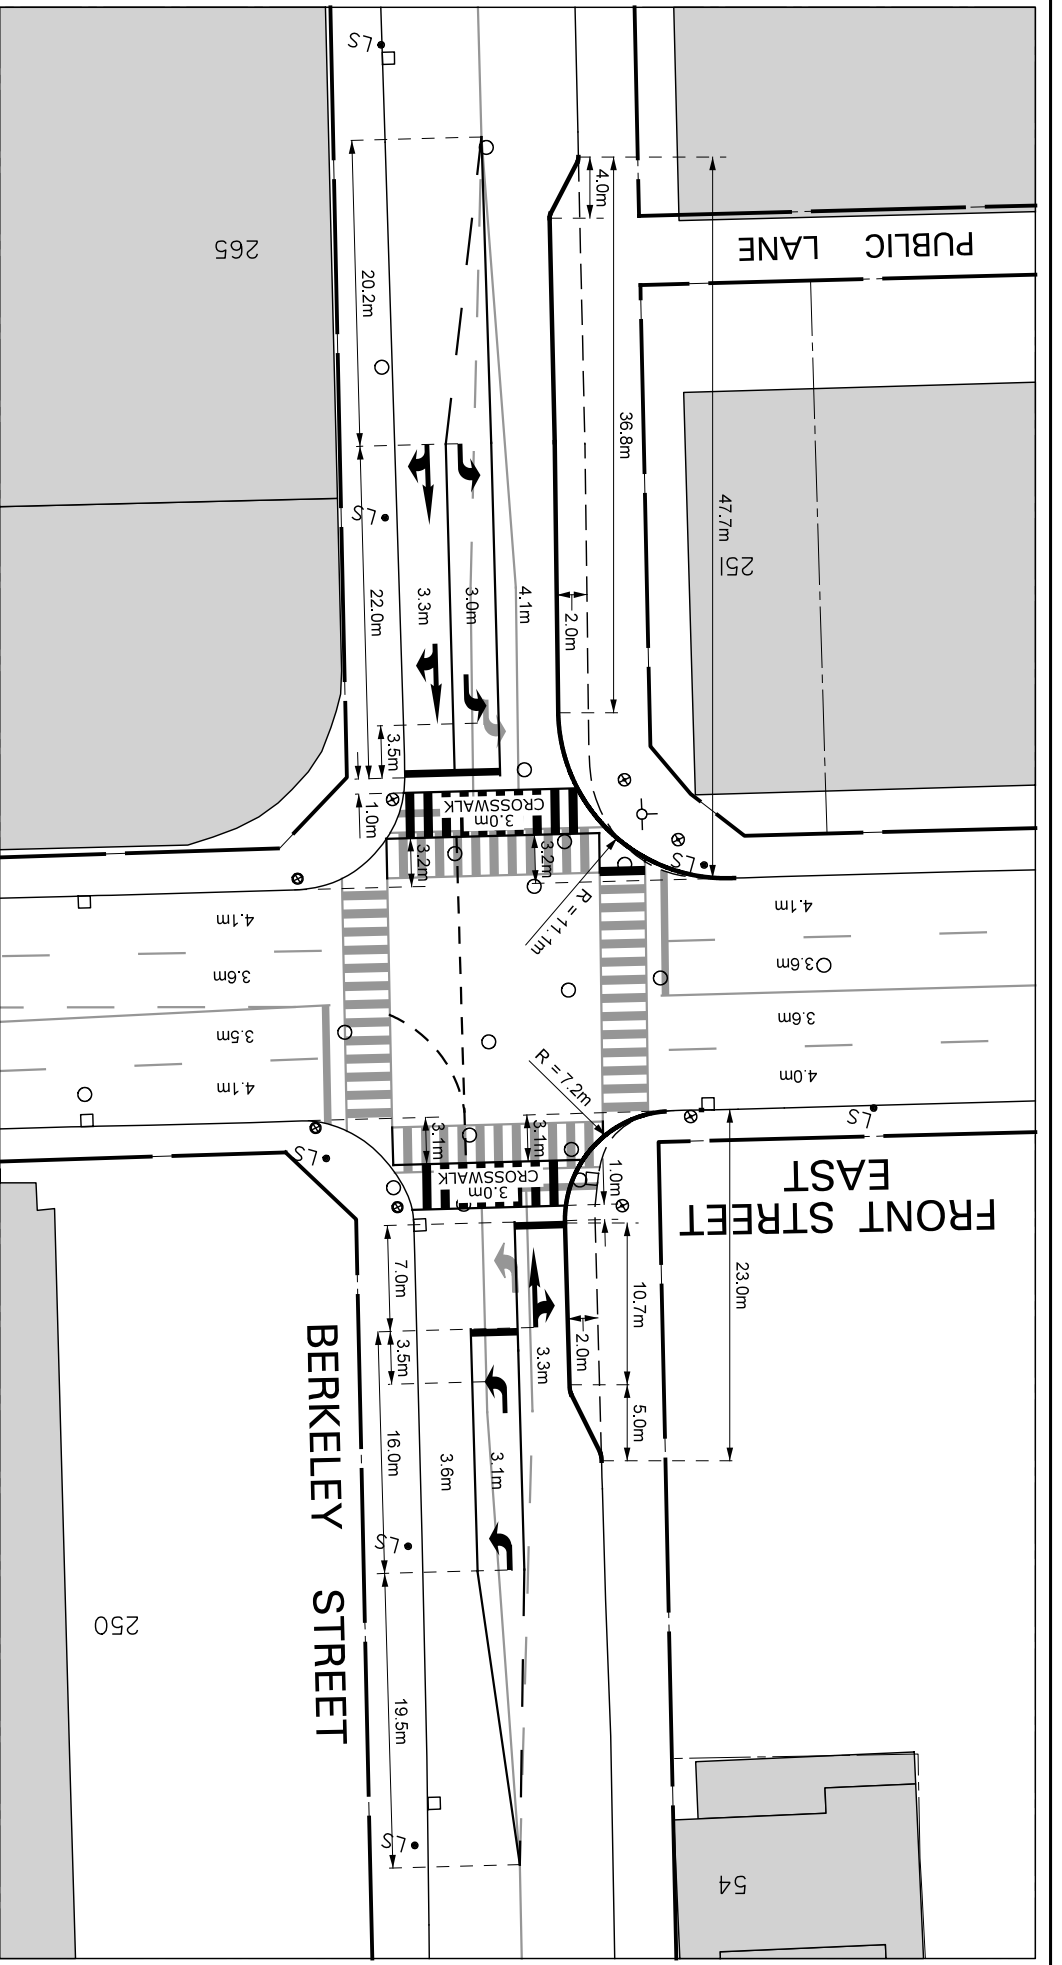 LS
4.0m
265
PUBLIC LANE
20.2m
36.8m
47.7m
LS
251
22.0m
3.3m
3.0m
4.1m
2.0m
3.5m
1.0m
3.0m
CROSSWALK
3.2m
3.2m
LS
R = 11.1m
4.1m
4.1m
3.6m
3.6m
3.5m
3.6m
4.1m
4.0m
R = 7.2m
LS
3.1m
3.1m
LS
1.0m
3.0m
CROSSWALK
FRONT STREET
EAST
7.0m
10.7m
23.0m
3.5m
3.3m
2.0m
BERKELEY STREET
16.0m
3.6m
3.1m
5.0m
LS
250
19.5m
LS
54